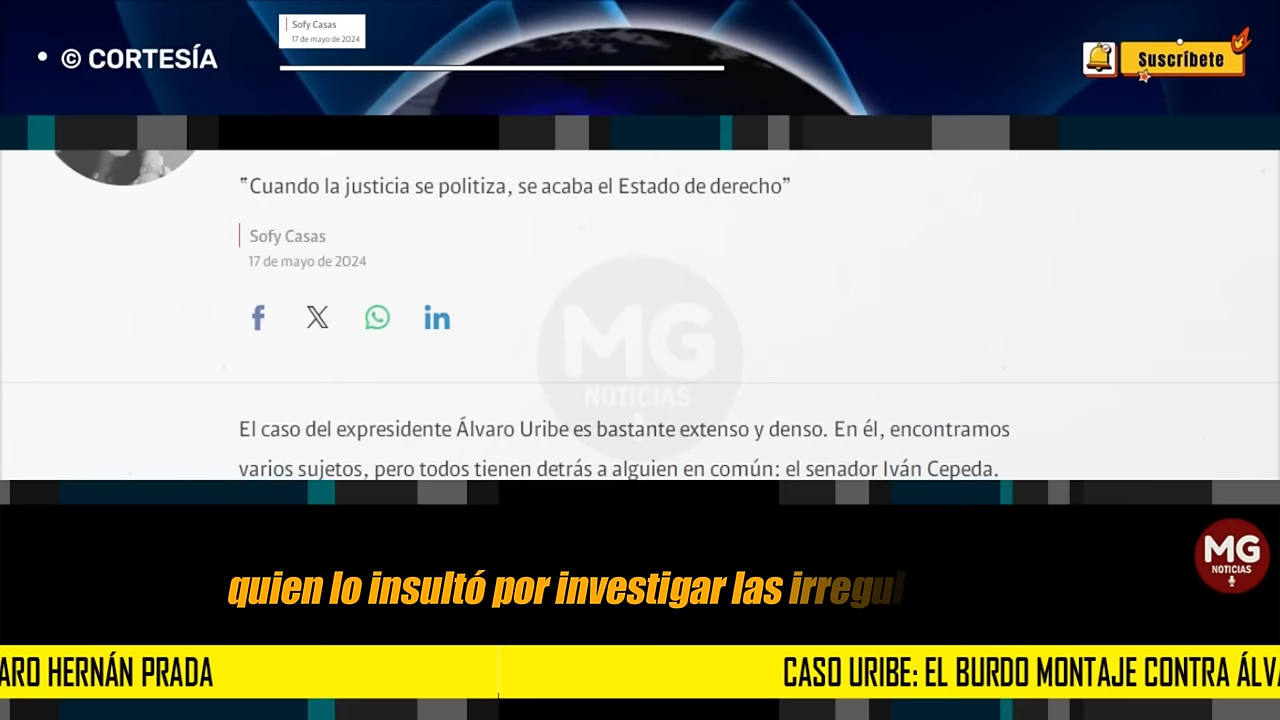 Sofy Casas
17 de mayo de 2024
© CORTESÍA
Suscríbete
"Cuando la justicia se politiza, se acaba el Estado de derecho”
Sofy Casas
17 de mayo de 2024
MG
NOTICIAS
El caso del expresidente Álvaro Uribe es bastante extenso y denso. En él, encontramos
varios sujetos, pero todos tienen detrás a alguien en común: el senador Iván Cepeda.
MG
NOTICIAS
quien lo insultó por investigar las irregul
ARO HERNÁN PRADA
CASO URIBE: EL BURDO MONTAJE CONTRA ÁLVA